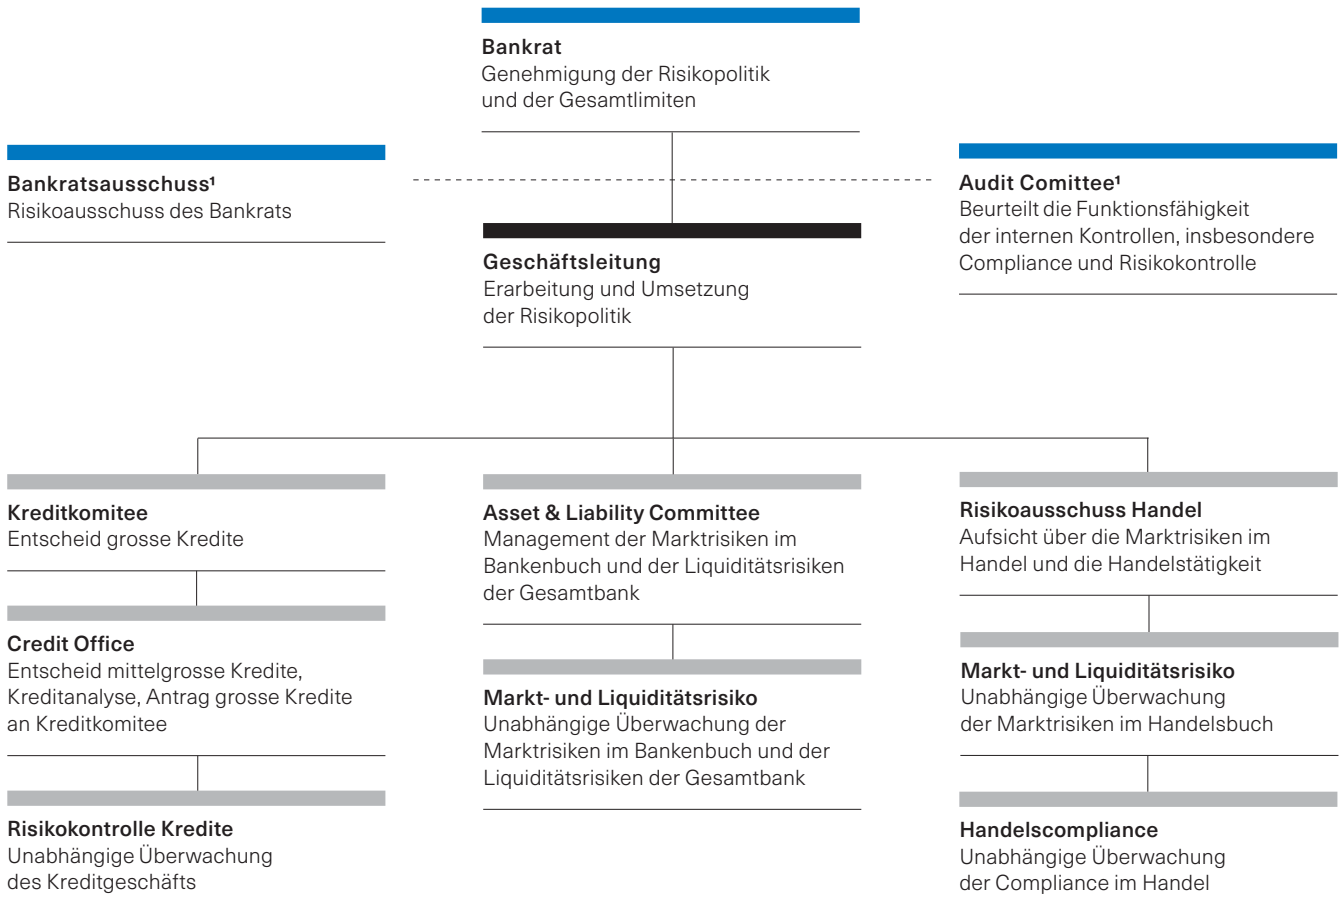 Bankrat
Genehmigung der Risikopolitik
und der Gesamtlimiten
Bankratsausschuss¹
Risikoausschuss des Bankrats
Audit Comittee¹
Beurteilt die Funktionsfähigkeit
der internen Kontrollen, insbesondere
Compliance und Risikokontrolle
Geschäftsleitung
Erarbeitung und Umsetzung
der Risikopolitik
Kreditkomitee
Entscheid grosse Kredite
Credit Office
Entscheid mittelgrosse Kredite,
Kreditanalyse, Antrag grosse Kredite
an Kreditkomitee
Risikokontrolle Kredite
Unabhängige Überwachung
des Kreditgeschäfts
Asset & Liability Committee
Management der Marktrisiken im
Bankenbuch und der Liquiditätsrisiken
der Gesamtbank
Markt- und Liquiditätsrisiko
Unabhängige Überwachung der
Marktrisiken im Bankenbuch und der
Liquiditätsrisiken der Gesamtbank
Risikoausschuss Handel
Aufsicht über die Marktrisiken im
Handel und die Handelstätigkeit
Markt- und Liquiditätsrisiko
Unabhängige Überwachung
der Marktrisiken im Handelsbuch
Handelscompliance
Unabhängige Überwachung
der Compliance im Handel